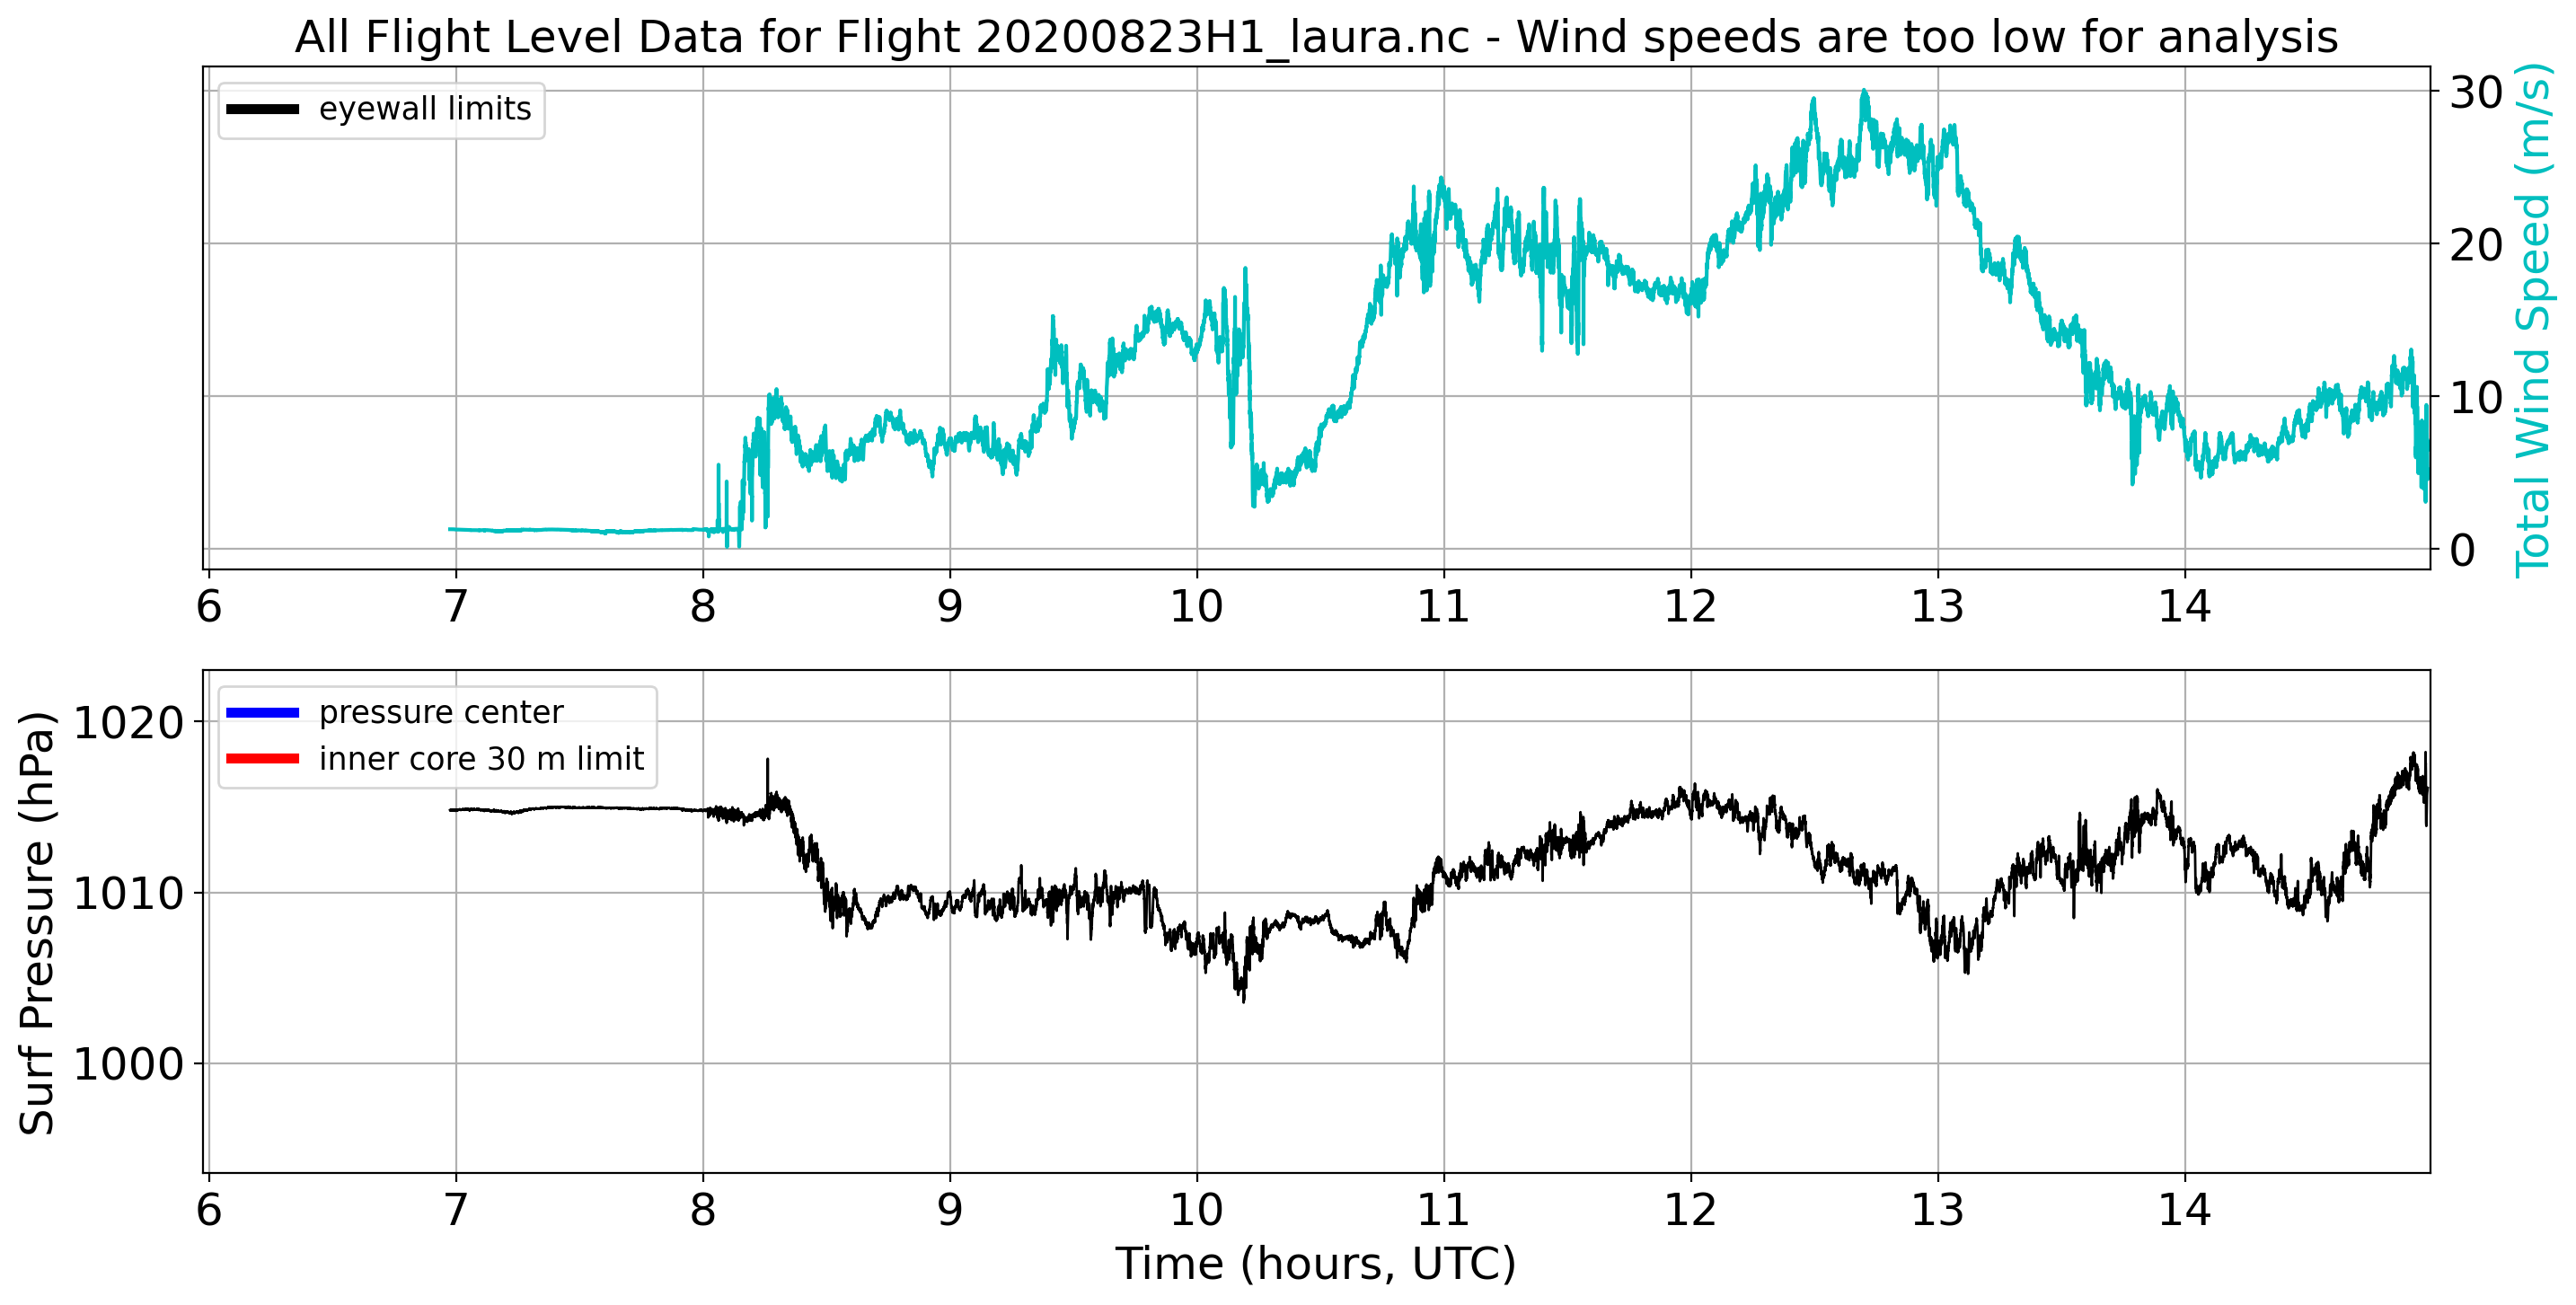 All Flight Level Data for Flight 20200823H1_laura.nc - Wind speeds are too low for analysis
eyewall limits
30
20
10
0
Total Wind Speed (m/s)
6 7 8 9 10 11 12 13 14
pressure center
inner core 30 m limit
1020
1010
1000
Surf Pressure (hPa)
6 7 8 9 10 11 12 13 14
Time (hours, UTC)